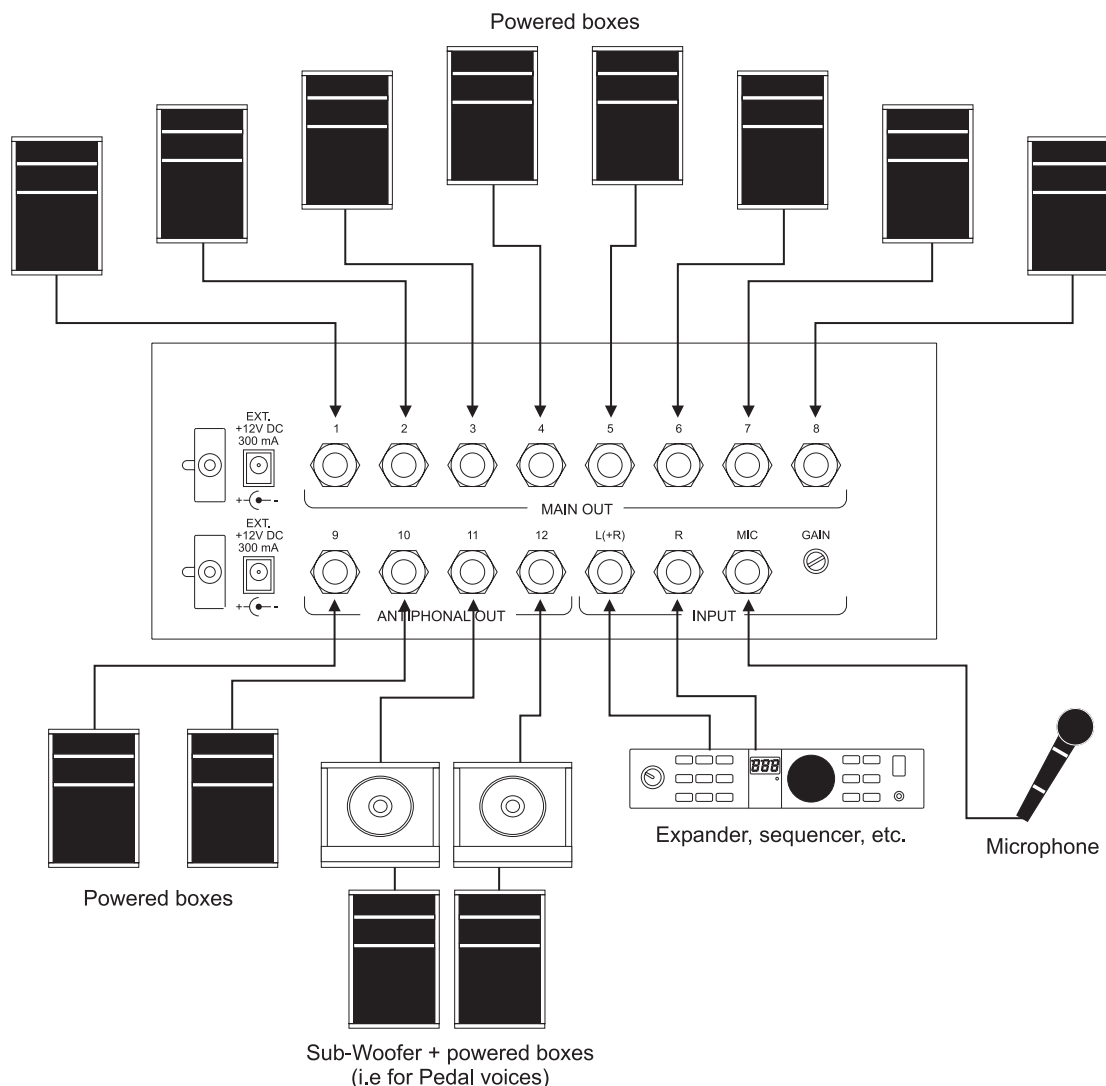 Powered boxes
EXT.
+12V DC
300 mA
+ -
1
2
3
4
5
6
7
8
MAIN OUT
EXT.
+12V DC
300 mA
+ -
9
10
11
12
L(+R)
R
MIC
GAIN
ANTIPHONAL OUT
INPUT
888
Expander, sequencer, etc.
Microphone
Powered boxes
Sub-Woofer + powered boxes
(i.e for Pedal voices)